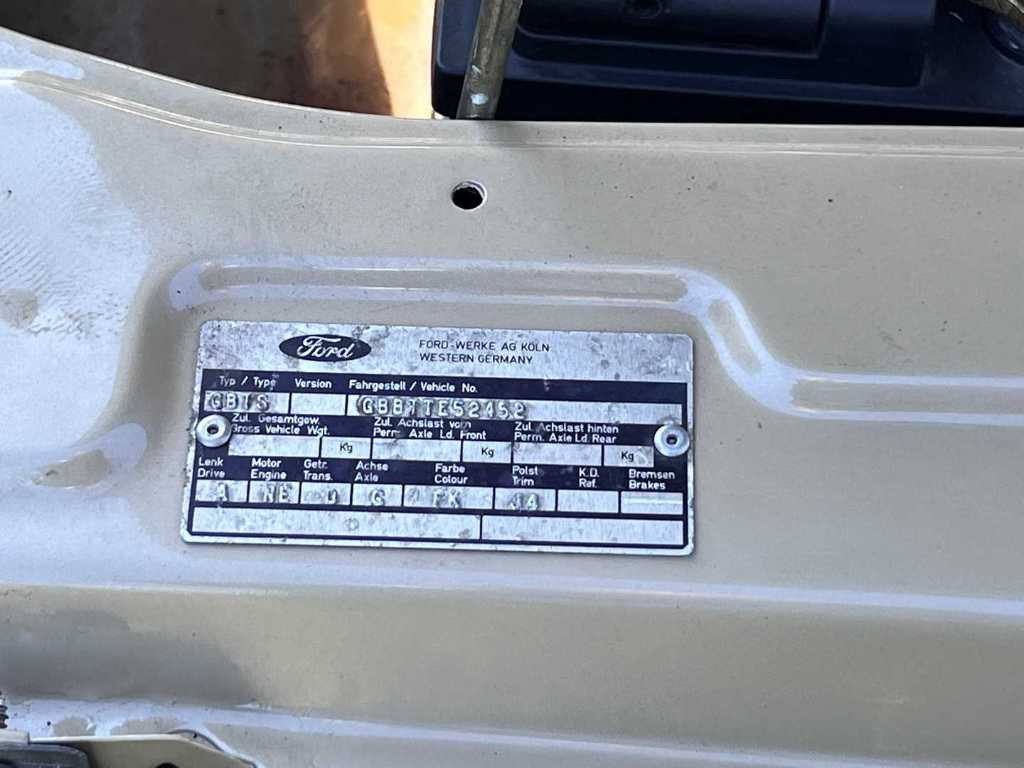 Ford
FORD-WERKE AG KÖLN
WESTERN GERMANY
Typ / Type Version Fahrgestell / Vehicle No.
GBTS GBBTTE52452
Zul. Gesamtgew. Zul. Achslast vorn Zul. Achslast hinten
Gross Vehicle Wgt. Perm. Axle Ld. Front Perm. Axle Ld. Rear
Kg Kg Kg
Lenk Motor Getr. Achse Farbe Polst K.D. Bremsen
Drive Engine Trans. Axle Colour Trim Ref. Brakes
A NE D G FK JA